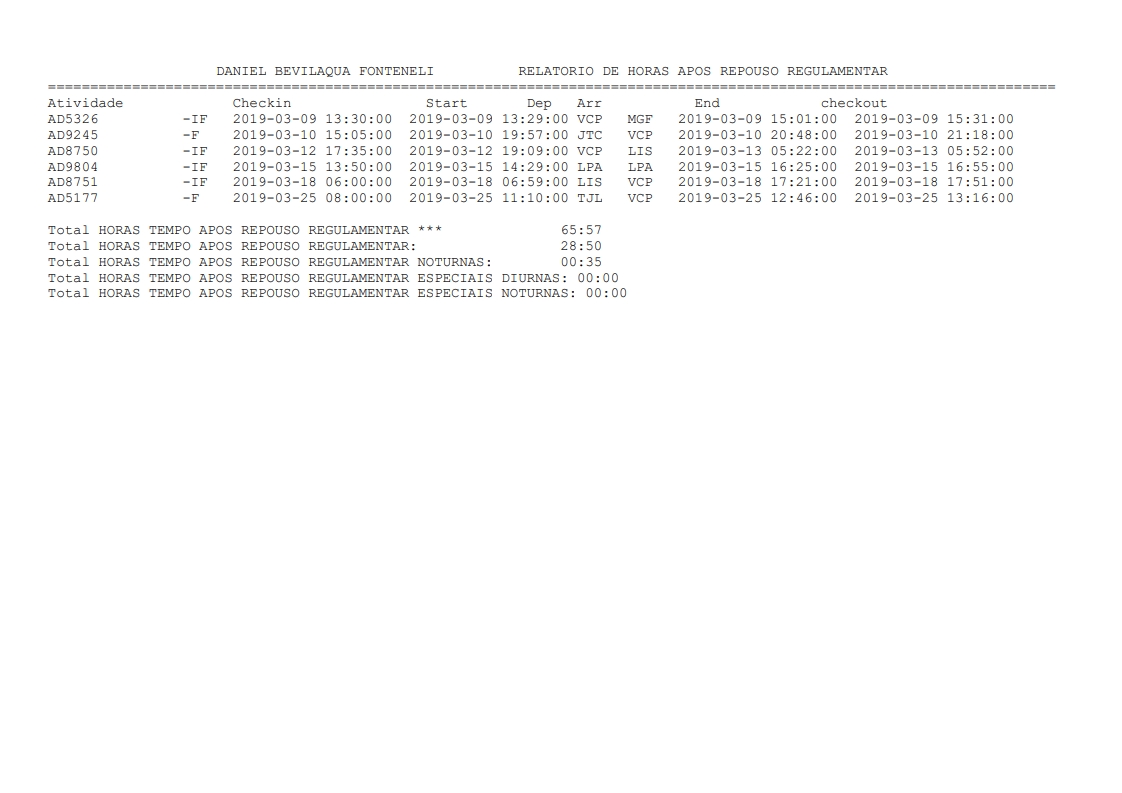 DANIEL BEVILAQUA FONTENELI          RELATORIO DE HORAS APOS REPOUSO REGULAMENTAR
========================================================================================================================
Atividade             Checkin                Start       Dep   Arr           End            checkout
AD5326          -IF   2019-03-09 13:30:00  2019-03-09 13:29:00 VCP   MGF   2019-03-09 15:01:00  2019-03-09 15:31:00
AD9245          -F    2019-03-10 15:05:00  2019-03-10 19:57:00 JTC   VCP   2019-03-10 20:48:00  2019-03-10 21:18:00
AD8750          -IF   2019-03-12 17:35:00  2019-03-12 19:09:00 VCP   LIS   2019-03-13 05:22:00  2019-03-13 05:52:00
AD9804          -IF   2019-03-15 13:50:00  2019-03-15 14:29:00 LPA   LPA   2019-03-15 16:25:00  2019-03-15 16:55:00
AD8751          -IF   2019-03-18 06:00:00  2019-03-18 06:59:00 LIS   VCP   2019-03-18 17:21:00  2019-03-18 17:51:00
AD5177          -F    2019-03-25 08:00:00  2019-03-25 11:10:00 TJL   VCP   2019-03-25 12:46:00  2019-03-25 13:16:00
Total HORAS TEMPO APOS REPOUSO REGULAMENTAR ***              65:57
Total HORAS TEMPO APOS REPOUSO REGULAMENTAR:                 28:50
Total HORAS TEMPO APOS REPOUSO REGULAMENTAR NOTURNAS:        00:35
Total HORAS TEMPO APOS REPOUSO REGULAMENTAR ESPECIAIS DIURNAS: 00:00
Total HORAS TEMPO APOS REPOUSO REGULAMENTAR ESPECIAIS NOTURNAS: 00:00